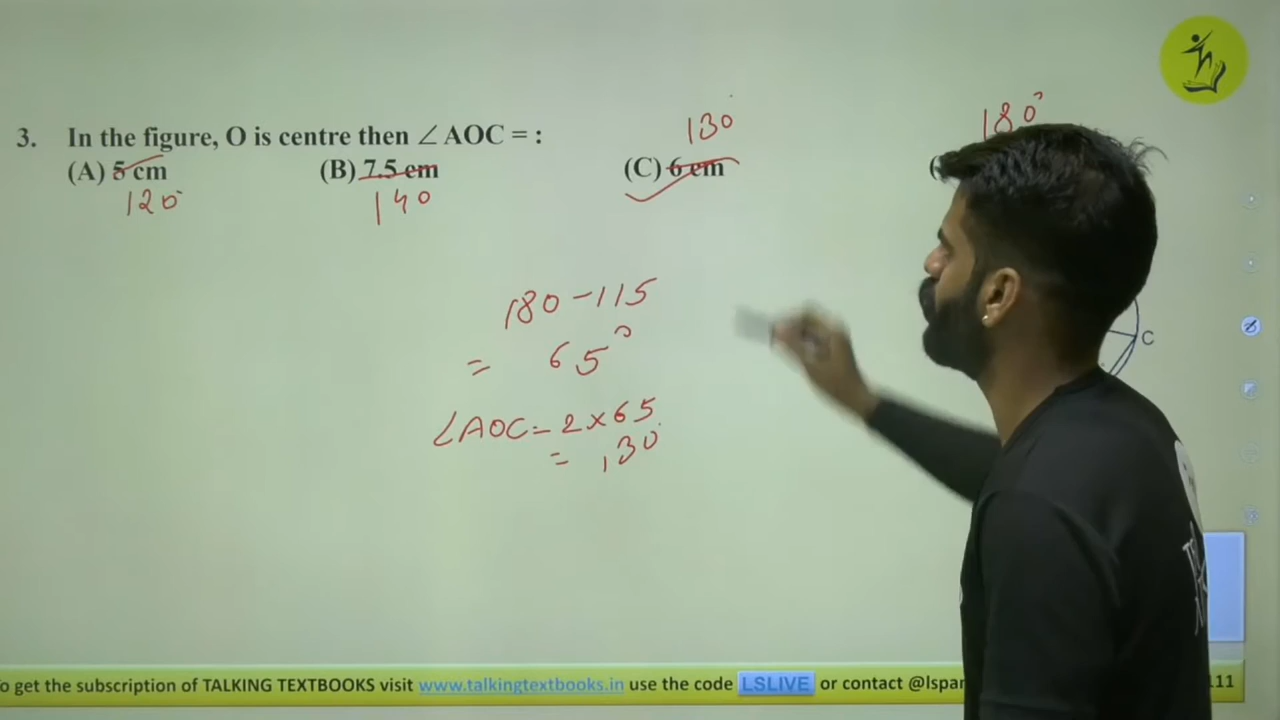 130°
180°
3. In the figure, O is centre then ∠AOC = :
(A) 5 cm (B) 7.5 cm (C) 6 cm (
120° 140
180 - 115
= 65°
C
∠AOC = 2 x 65
= 130
To get the subscription of TALKING TEXTBOOKS visit www.talkingtextbooks.in use the code LSLIVE or contact @lspar 111